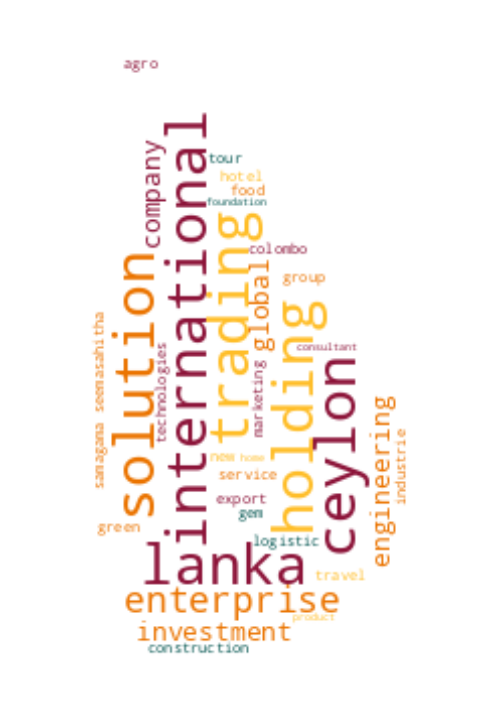 agro
company
international
tour
hotel
food
foundation
trading
colombo
solution
global
group
holding
samagama seemasahitha
technologies
consultant
marketing
ceylon
engineering
industrie
new
home
service
export
gem
green
logistic
lanka
travel
enterprise
product
investment
construction